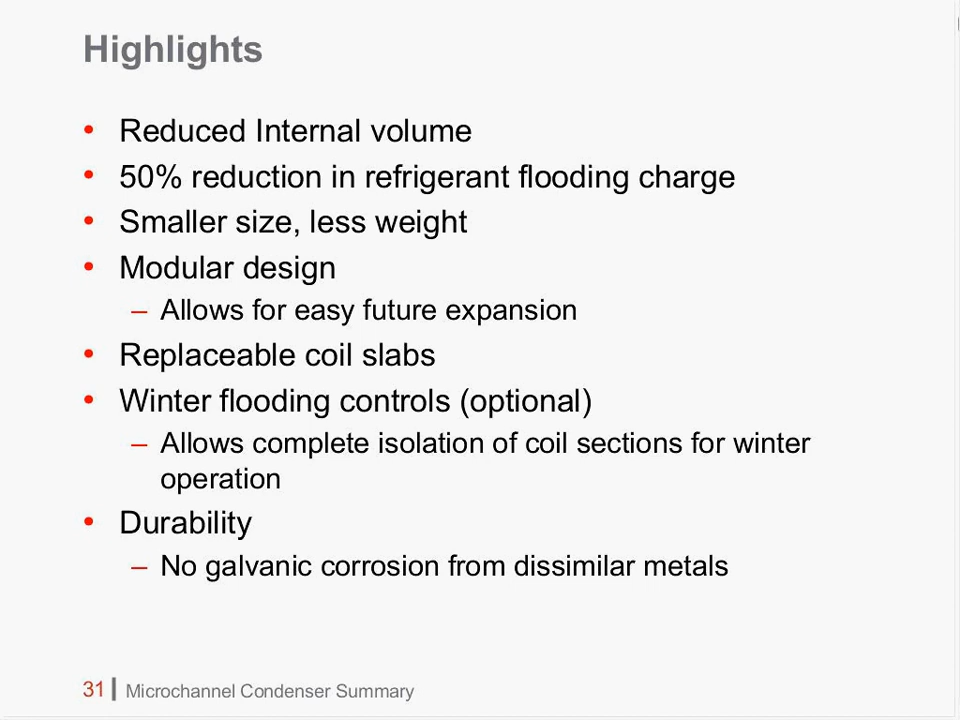 Highlights
• Reduced Internal volume
• 50% reduction in refrigerant flooding charge
• Smaller size, less weight
• Modular design
– Allows for easy future expansion
• Replaceable coil slabs
• Winter flooding controls (optional)
– Allows complete isolation of coil sections for winter
operation
• Durability
– No galvanic corrosion from dissimilar metals
31 | Microchannel Condenser Summary